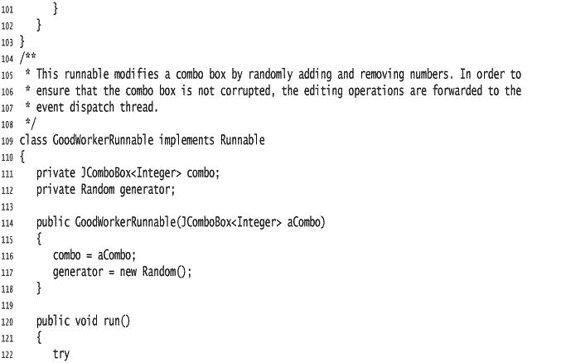 101 }
102 }
103 }
104 /**
105 * This runnable modifies a combo box by randomly adding and removing numbers. In order to
106 * ensure that the combo box is not corrupted, the editing operations are forwarded to the
107 * event dispatch thread.
108 */
109 class GoodWorkerRunnable implements Runnable
110 {
111 private JComboBox<Integer> combo;
112 private Random generator;
113
114 public GoodWorkerRunnable(JComboBox<Integer> aCombo)
115 {
116 combo = aCombo;
117 generator = new Random();
118 }
119
120 public void run()
121 {
122 try